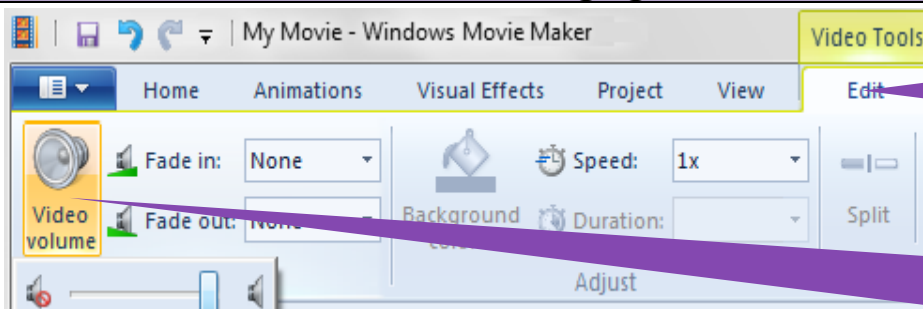 My Movie - Windows Movie Maker
Video Tools
Home Animations Visual Effects Project View Edit
Fade in: None Speed: 1x
Video volume Fade out: None Background Duration: Split
Adjust